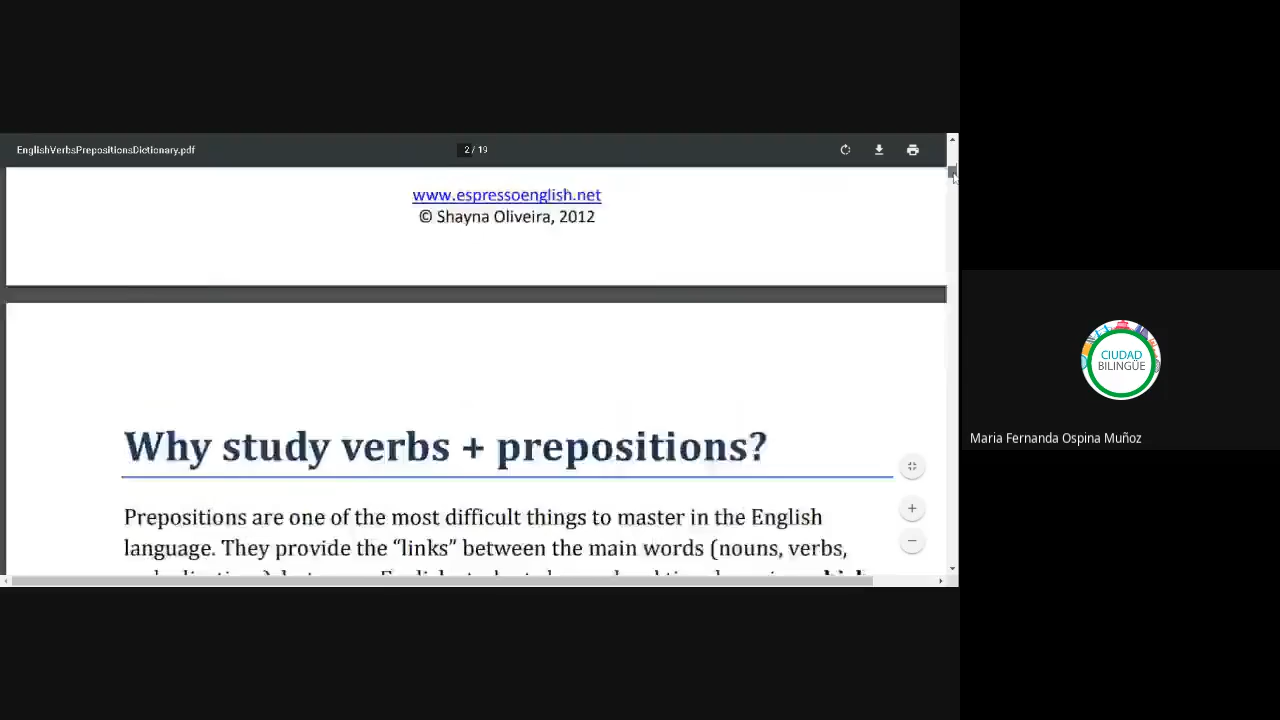 EnglishVerbsPrepositionsDictionary.pdf
2 / 19
www.espressoenglish.net
© Shayna Oliveira, 2012
Why study verbs + prepositions?
Prepositions are one of the most difficult things to master in the English
language. They provide the “links” between the main words (nouns, verbs,
CIUDAD
BILINGÜE
Maria Fernanda Ospina Muñoz